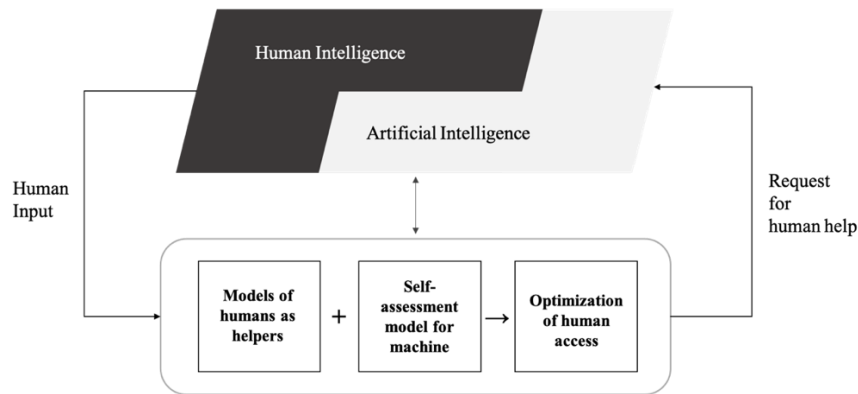 Human Intelligence
Artificial Intelligence
Human
Input
Request
for
human help
Models of
humans as
helpers
+
Self-
assessment
model for
machine
→
Optimization
of human
access